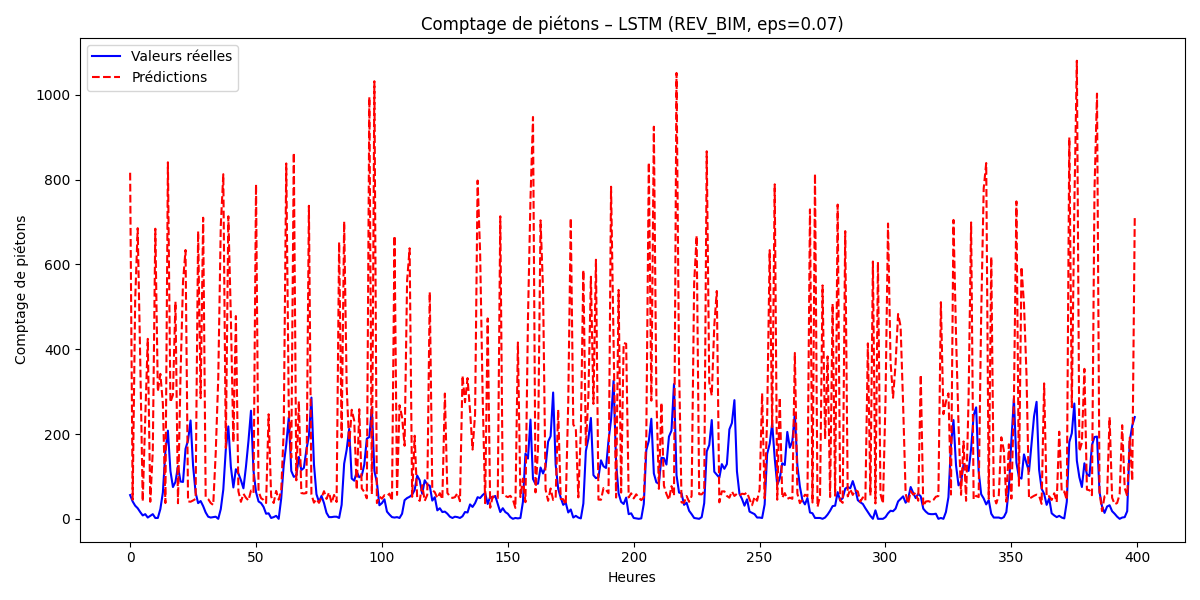 Comptage de piétons – LSTM (REV_BIM, eps=0.07)
Valeurs réelles
Prédictions
Comptage de piétons
1000
800
600
400
200
0
0 50 100 150 200 250 300 350 400
Heures